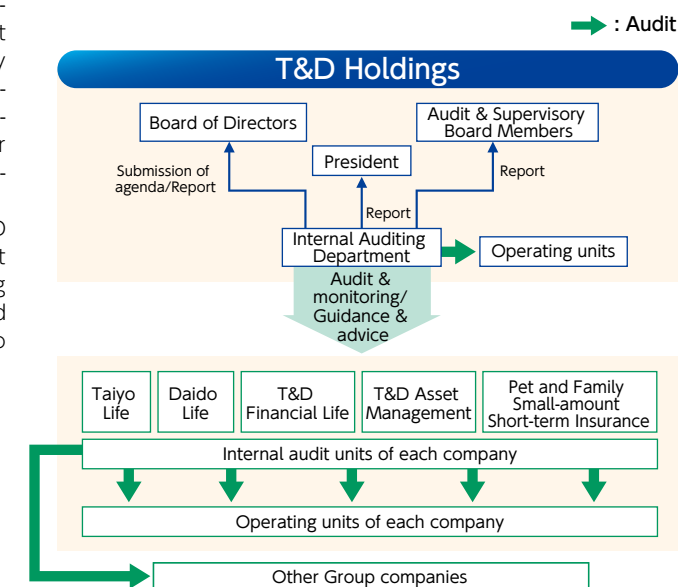 : Audit
T&D Holdings
Board of Directors
Audit & Supervisory
Board Members
President
Submission of
agenda/Report
Report
Report
Internal Auditing
Department
Operating units
Audit &
monitoring/
Guidance &
advice
Taiyo
Life
Daido
Life
T&D
Financial Life
T&D Asset
Management
Pet and Family
Small-amount
Short-term Insurance
Internal audit units of each company
Operating units of each company
Other Group companies